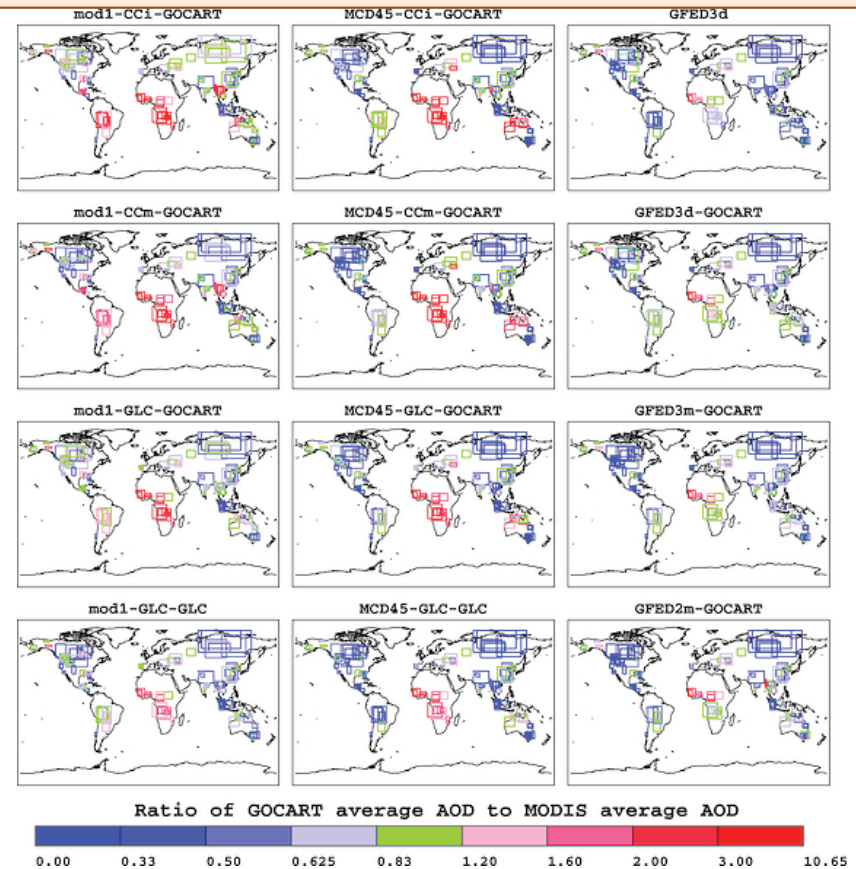 mod1-CCi-GOCART MCD45-CCi-GOCART GFED3d
mod1-CCm-GOCART MCD45-CCm-GOCART GFED3d-GOCART
mod1-GLC-GOCART MCD45-GLC-GOCART GFED3m-GOCART
mod1-GLC-GLC MCD45-GLC-GLC GFED2m-GOCART
Ratio of GOCART average AOD to MODIS average AOD
0.00 0.33 0.50 0.625 0.83 1.20 1.60 2.00 3.00 10.65